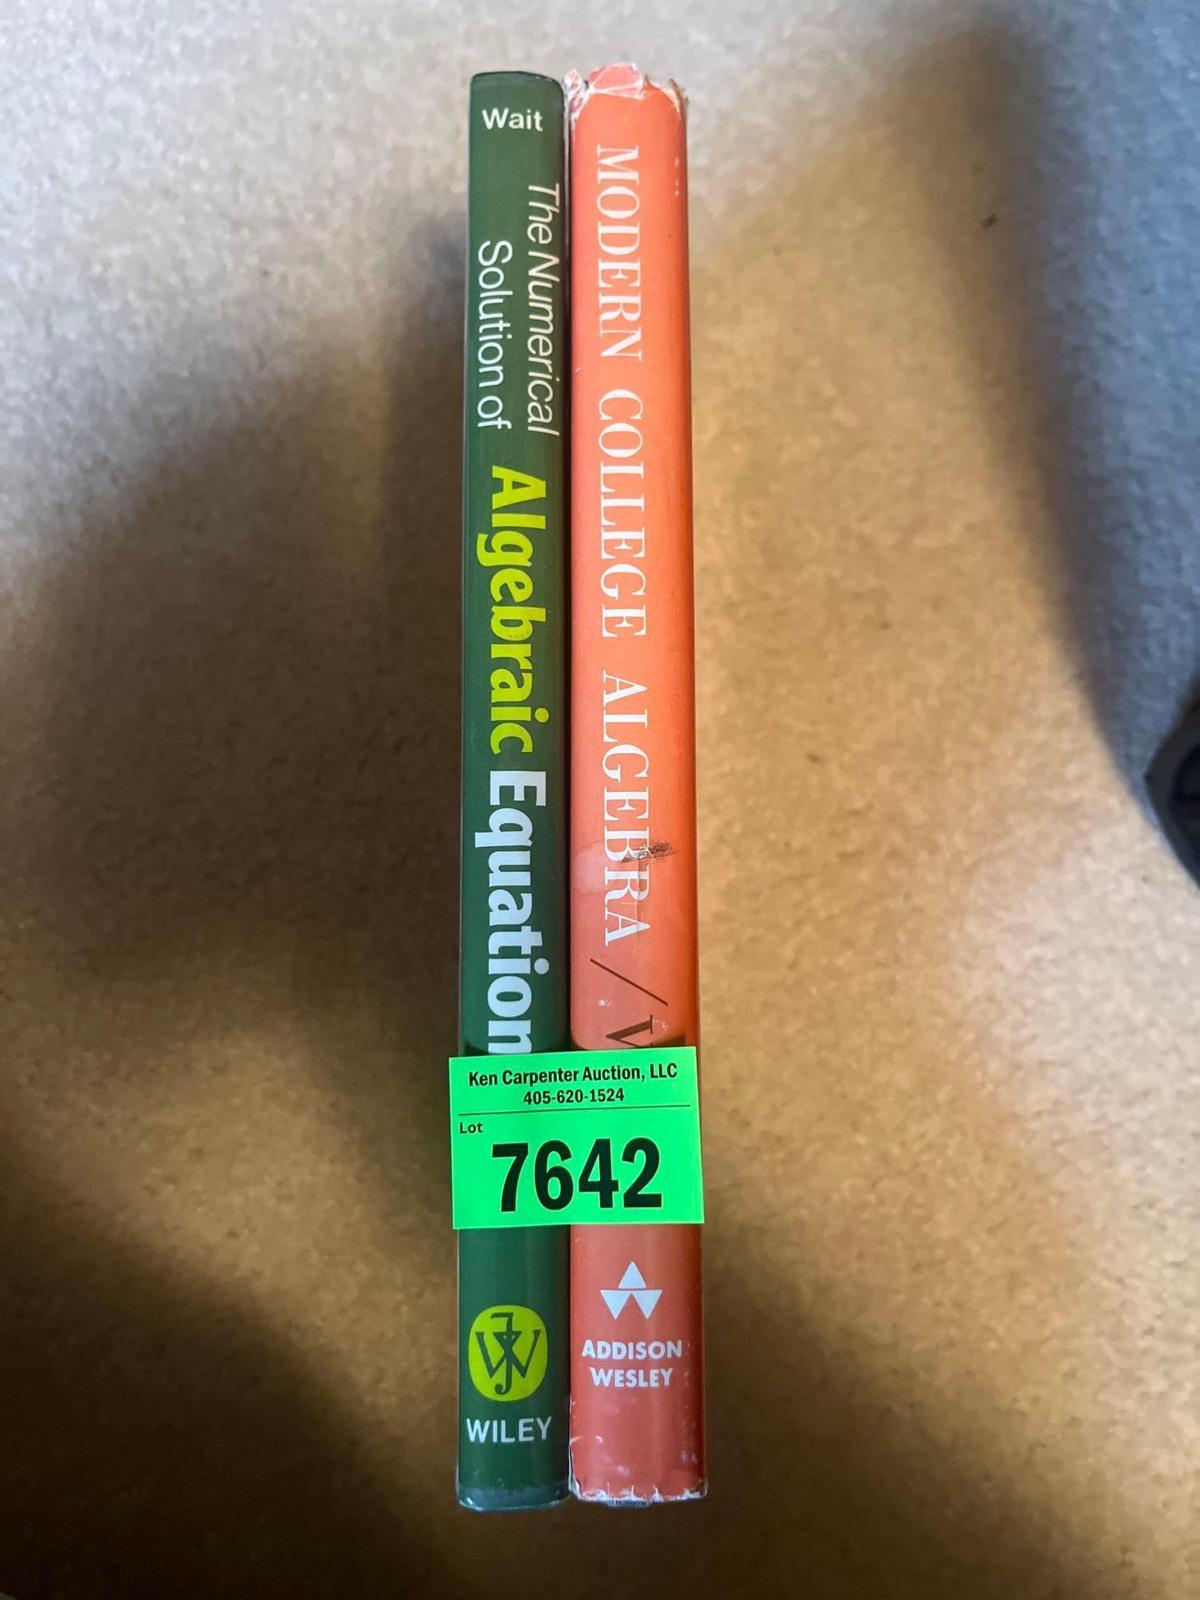 Wait
The Numerical
Solution of
Algebraic Equation
WILEY
MODERN COLLEGE ALGEBRA / V
ADDISON
WESLEY
Ken Carpenter Auction, LLC
405-620-1524
Lot
7642